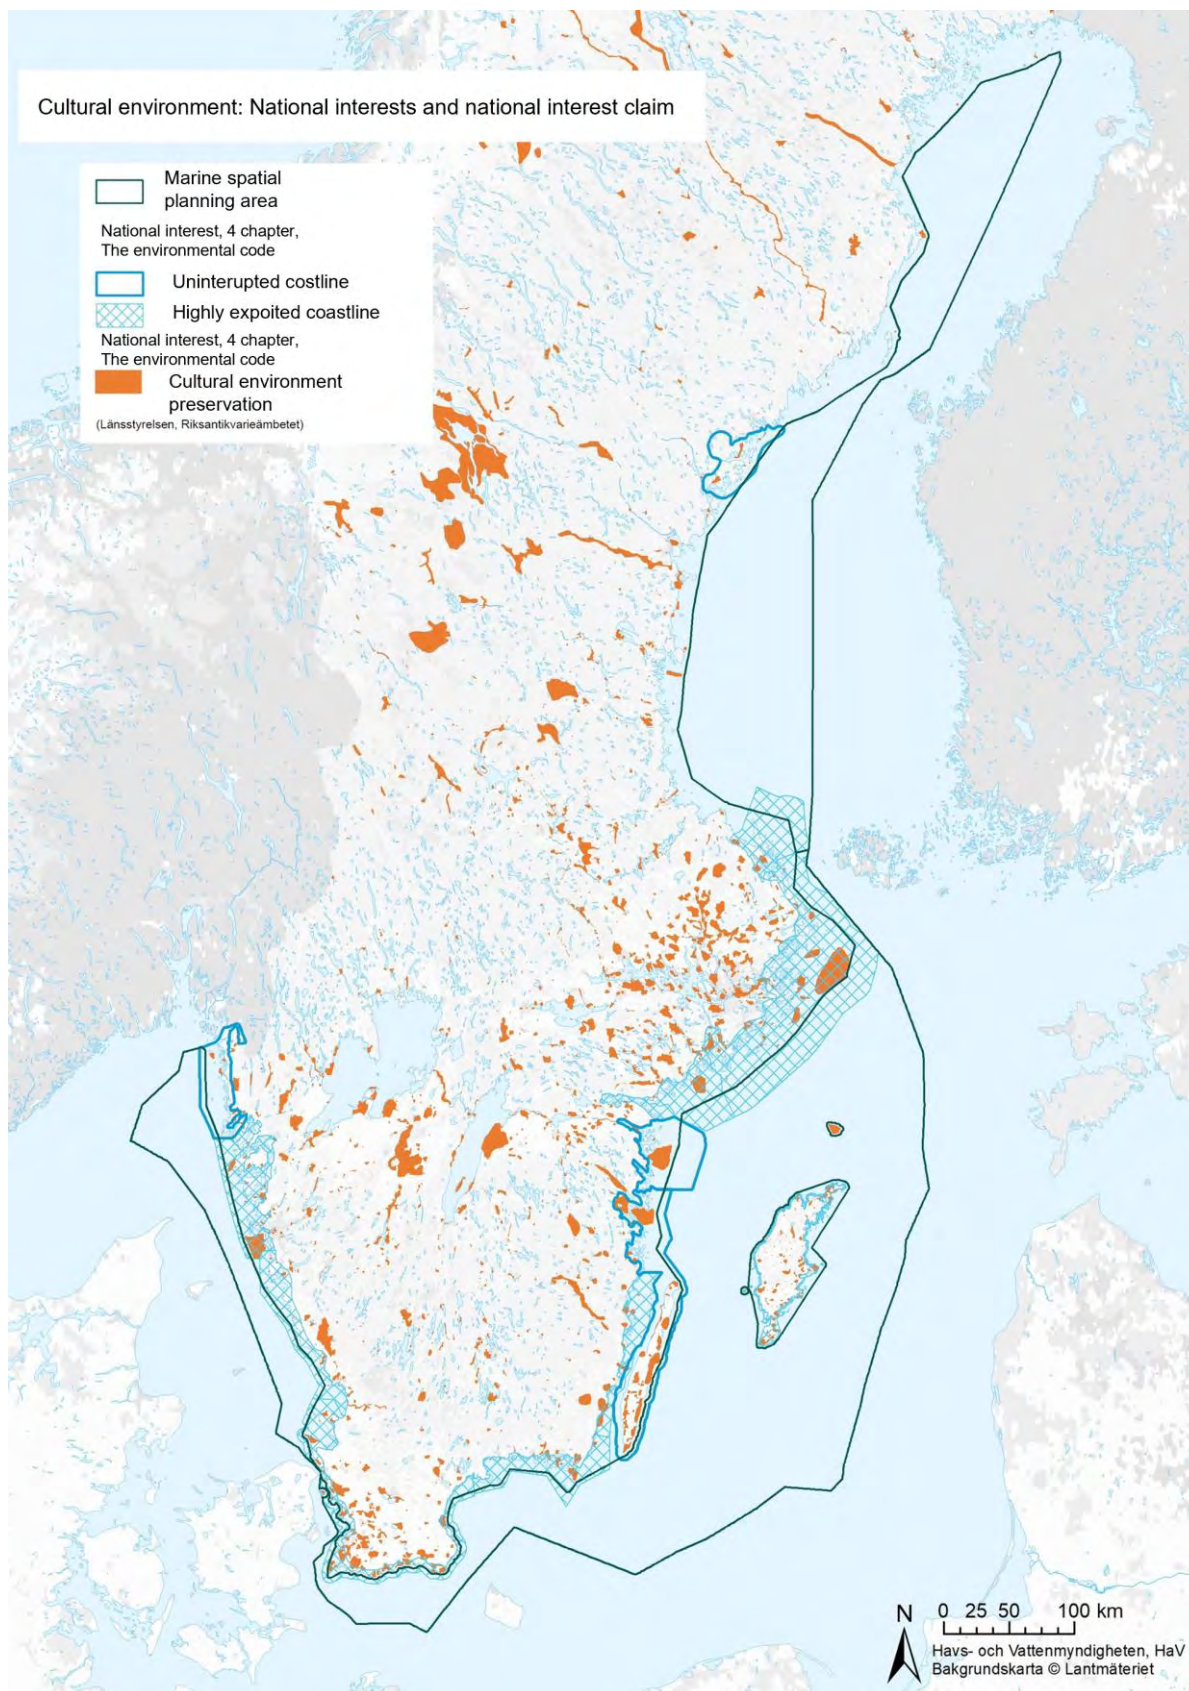 Cultural environment: National interests and national interest claim
Marine spatial
planning area
National interest, 4 chapter,
The environmental code
Uninterupted costline
Highly expoited coastline
National interest, 4 chapter,
The environmental code
Cultural environment
preservation
(Länsstyrelsen, Riksantikvarieämbetet)
N 0 25 50 100 km
Havs- och Vattenmyndigheten, HaV
Bakgrundskarta © Lantmäteriet